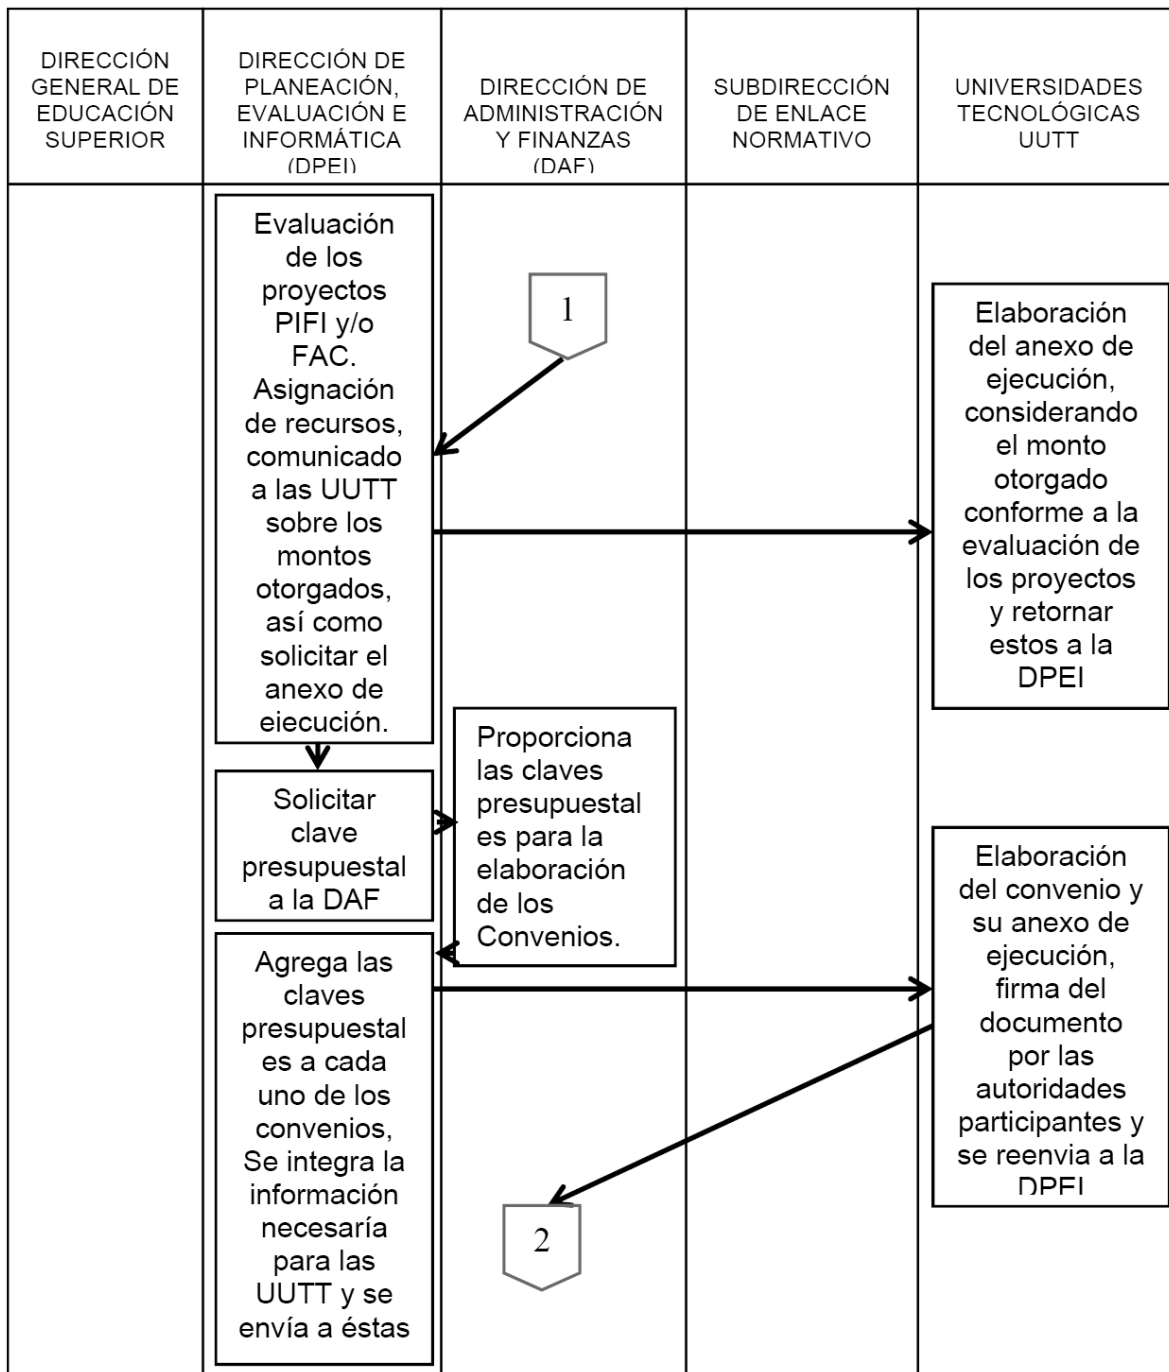 DIRECCIÓN
GENERAL DE
EDUCACIÓN
SUPERIOR
DIRECCIÓN DE
PLANEACIÓN,
EVALUACIÓN E
INFORMÁTICA
(DPEI)
DIRECCIÓN DE
ADMINISTRACIÓN
Y FINANZAS
(DAF)
SUBDIRECCIÓN
DE ENLACE
NORMATIVO
UNIVERSIDADES
TECNOLÓGICAS
UUTT
Evaluación
de los
proyectos
PIFI y/o
FAC.
Asignación
de recursos,
comunicado
a las UUTT
sobre los
montos
otorgados,
así como
solicitar el
anexo de
ejecución.
1
Elaboración
del anexo de
ejecución,
considerando
el monto
otorgado
conforme a la
evaluación de
los proyectos
y retornar
estos a la
DPEI
Solicitar
clave
presupuestal
a la DAF
Proporciona
las claves
presupuestal
es para la
elaboración
de los
Convenios.
Agrega las
claves
presupuestal
es a cada
uno de los
convenios,
Se integra la
información
necesaría
para las
UUTT y se
envía a éstas
Elaboración
del convenio y
su anexo de
ejecución,
firma del
documento
por las
autoridades
participantes y
se reenvia a la
DPEI
2